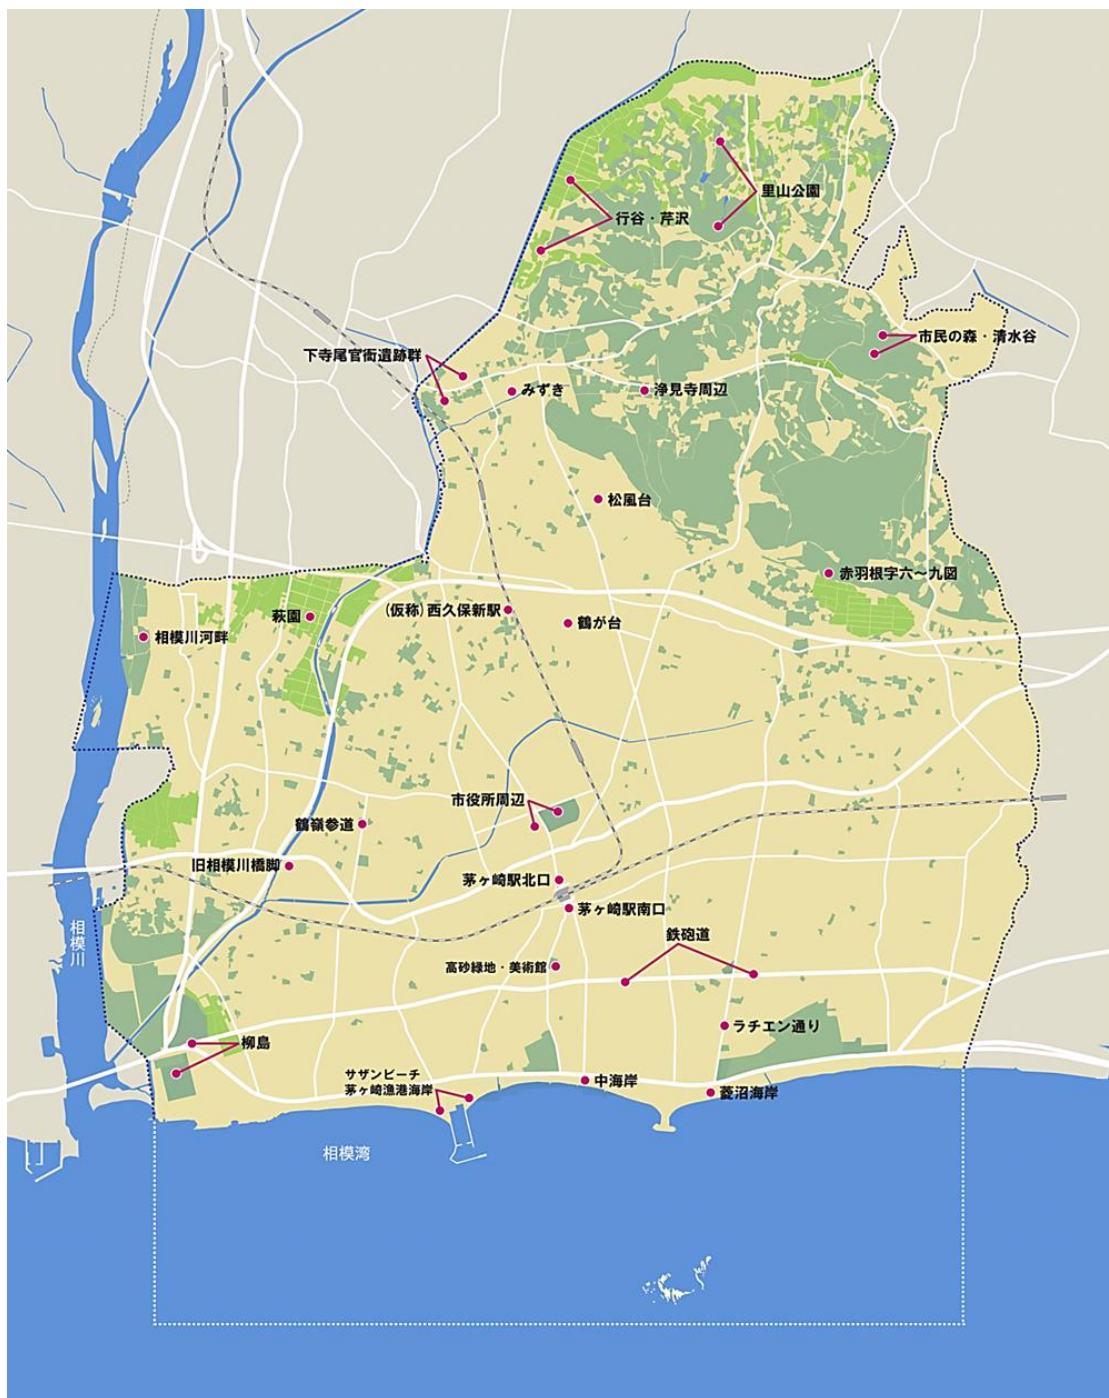 里山公園
行谷・芹沢
市民の森・清水谷
下寺尾官衙遺跡群
みずき
浄見寺周辺
松風台
赤羽根字六〜九図
萩園
(仮称)西久保新駅
鶴が台
相模川河畔
市役所周辺
鶴嶺参道
旧相模川橋脚
茅ヶ崎駅北口
茅ヶ崎駅南口
鉄砲道
相模川
高砂緑地・美術館
ラチエン通り
柳島
サザンビーチ
茅ヶ崎漁港海岸
中海岸
菱沼海岸
相模湾